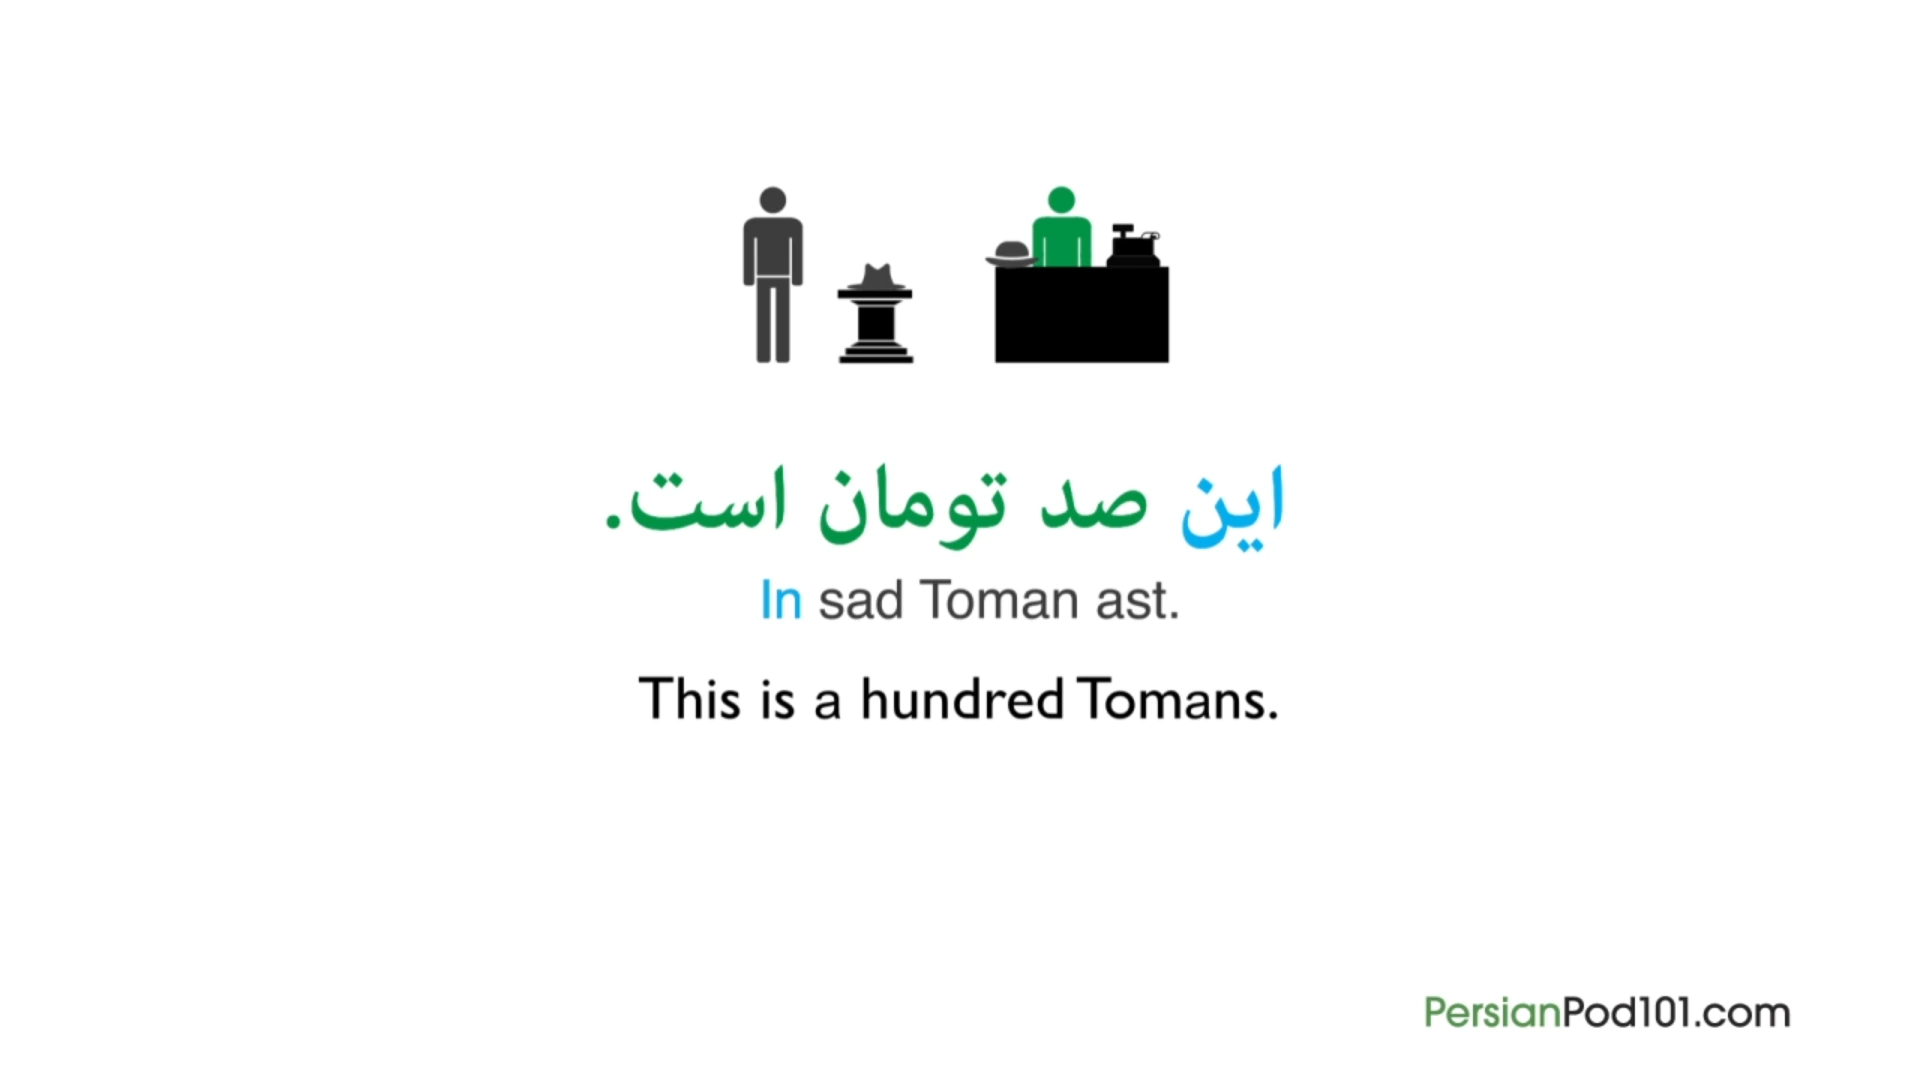 این صد تومان است.
In sad Toman ast.
This is a hundred Tomans.
PersianPod101.com